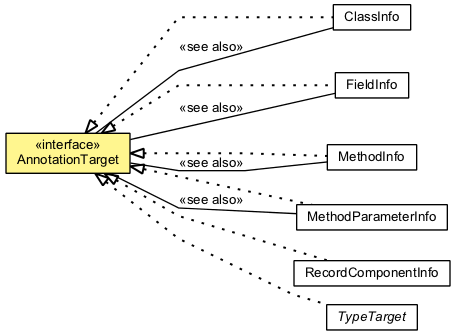 ClassInfo
«see also»
FieldInfo
«see also»
«interface»
AnnotationTarget
MethodInfo
«see also»
«see also»
MethodParameterInfo
RecordComponentInfo
TypeTarget